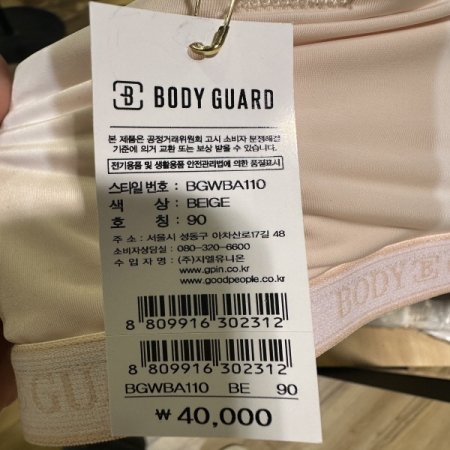 BODY GUARD
본 제품은 공정거래위원회 고시 소비자 분쟁해결
기준에 의거 교환 또는 보상 받을 수 있습니다.
전기용품 및 생활용품 안전관리법에 의한 품질표시
스타일 번호 : BGWBA110
색 상 : BEIGE
호 칭 : 90
주 소 : 서울시 성동구 아차산로17길 48
소비자상담실 : 080-320-6600
수 입 자 명 : (주)지엘유니온
www.gpin.co.kr
www.goodpeople.co.kr
8 809916 302312
8 809916 302312
BGWBA110 BE 90
₩ 40,000
BODY
GU